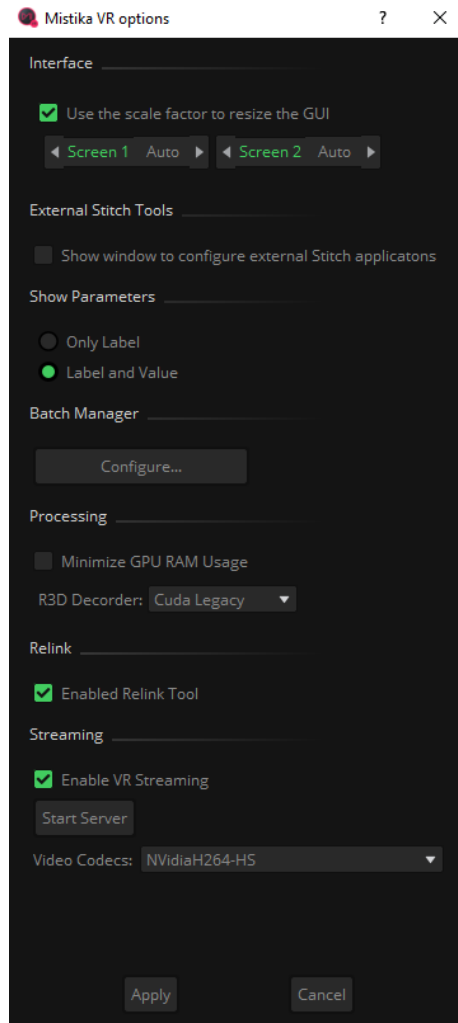 Mistika VR options ? ×
Interface
Use the scale factor to resize the GUI
Screen 1 Auto Screen 2 Auto
External Stitch Tools
Show window to configure external Stitch applicatons
Show Parameters
Only Label
Label and Value
Batch Manager
Configure...
Processing
Minimize GPU RAM Usage
R3D Decorder: Cuda Legacy
Relink
Enabled Relink Tool
Streaming
Enable VR Streaming
Start Server
Video Codecs: NVidiaH264-HS
Apply Cancel